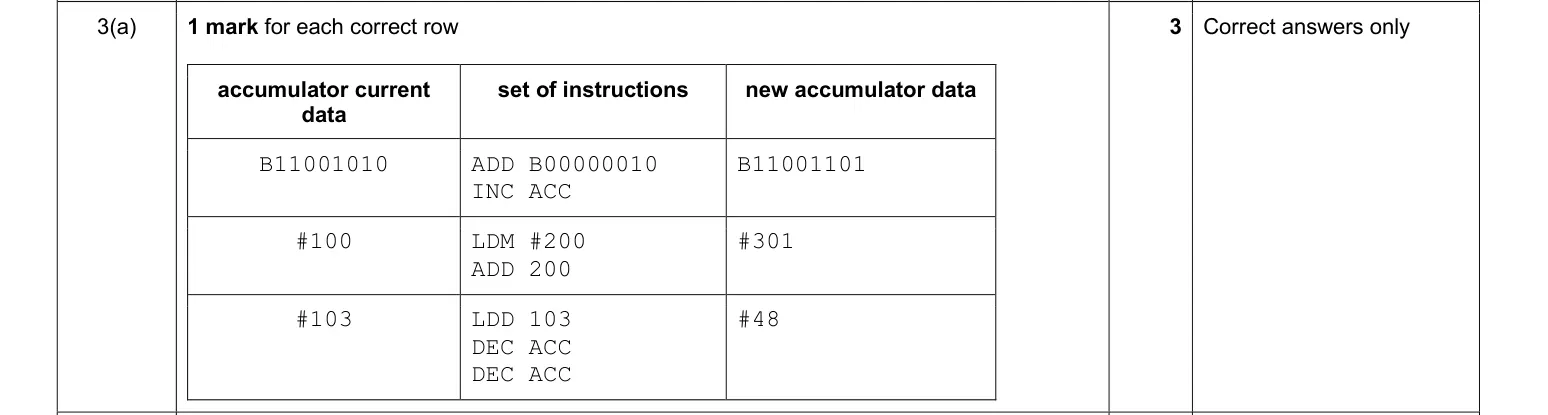 3(a) 1 mark for each correct row 3 Correct answers only
accumulator current data set of instructions new accumulator data
B11001010 ADD B00000010 B11001101
INC ACC
#100 LDM #200 #301
ADD 200
#103 LDD 103 #48
DEC ACC
DEC ACC